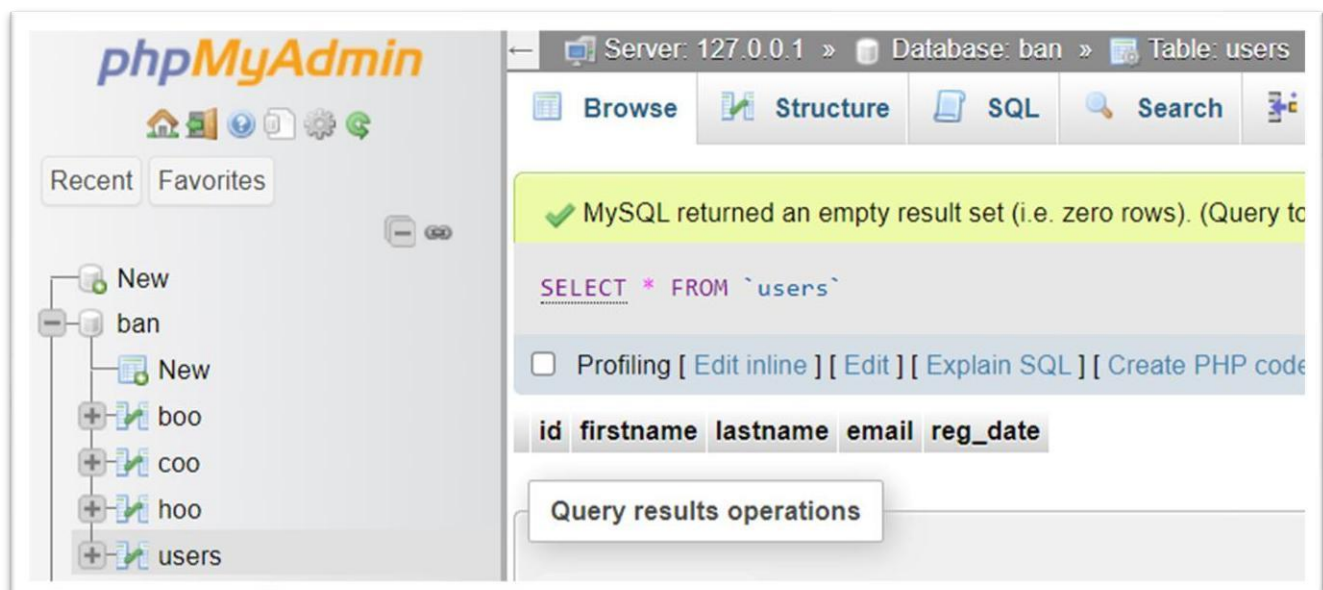 phpMyAdmin
Recent Favorites
New
ban
New
boo
coo
hoo
users
← Server: 127.0.0.1 » Database: ban » Table: users
Browse Structure SQL Search
MySQL returned an empty result set (i.e. zero rows). (Query to
SELECT * FROM `users`
Profiling [ Edit inline ] [ Edit ] [ Explain SQL ] [ Create PHP code
id firstname lastname email reg_date
Query results operations